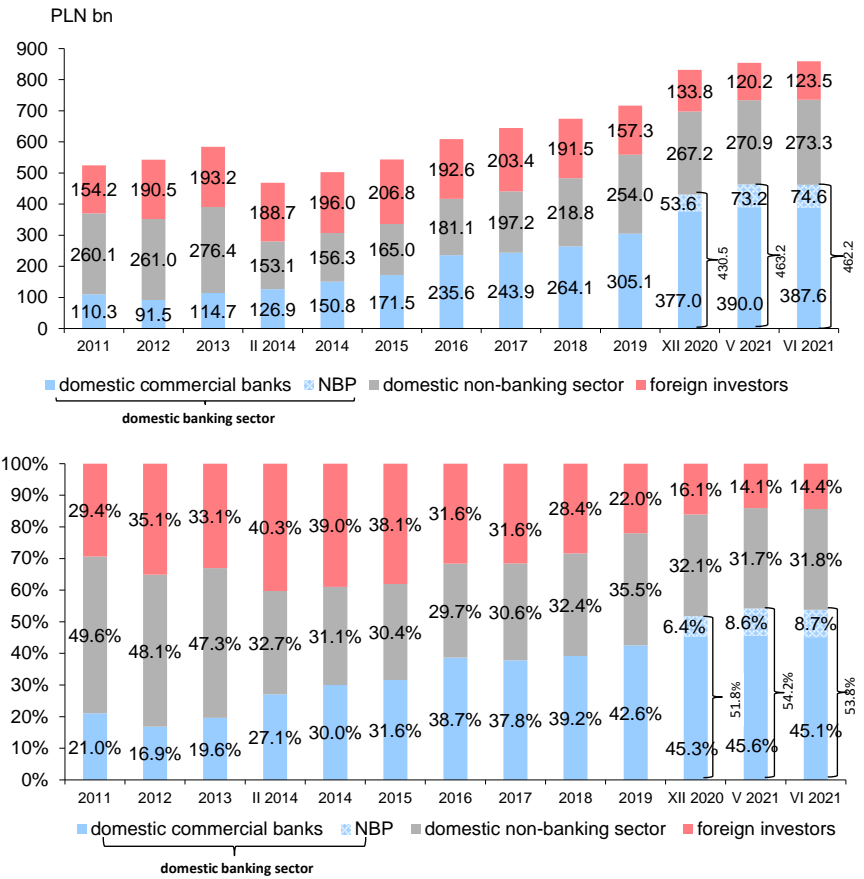 PLN bn
900
800
700
600
500
400
300
200
100
0
154.2 190.5 193.2 188.7 196.0 206.8 192.6 203.4 191.5 157.3 133.8 120.2 123.5
260.1 261.0 276.4 153.1 156.3 165.0 181.1 197.2 218.8 254.0 267.2 270.9 273.3
53.6 73.2 74.6
110.3 91.5 114.7 126.9 150.8 171.5 235.6 243.9 264.1 305.1 377.0 390.0 387.6
430.5 463.2 462.2
2011 2012 2013 II 2014 2014 2015 2016 2017 2018 2019 XII 2020 V 2021 VI 2021
domestic commercial banks NBP domestic non-banking sector foreign investors
domestic banking sector
100%
90%
80%
70%
60%
50%
40%
30%
20%
10%
0%
29.4% 35.1% 33.1% 40.3% 39.0% 38.1% 31.6% 31.6% 28.4% 22.0% 16.1% 14.1% 14.4%
49.6% 48.1% 47.3% 32.7% 31.1% 30.4% 29.7% 30.6% 32.4% 35.5% 32.1% 31.7% 31.8%
6.4% 8.6% 8.7%
21.0% 16.9% 19.6% 27.1% 30.0% 31.6% 38.7% 37.8% 39.2% 42.6% 45.3% 45.6% 45.1%
51.8% 54.2% 53.8%
2011 2012 2013 II 2014 2014 2015 2016 2017 2018 2019 XII 2020 V 2021 VI 2021
domestic commercial banks NBP domestic non-banking sector foreign investors
domestic banking sector